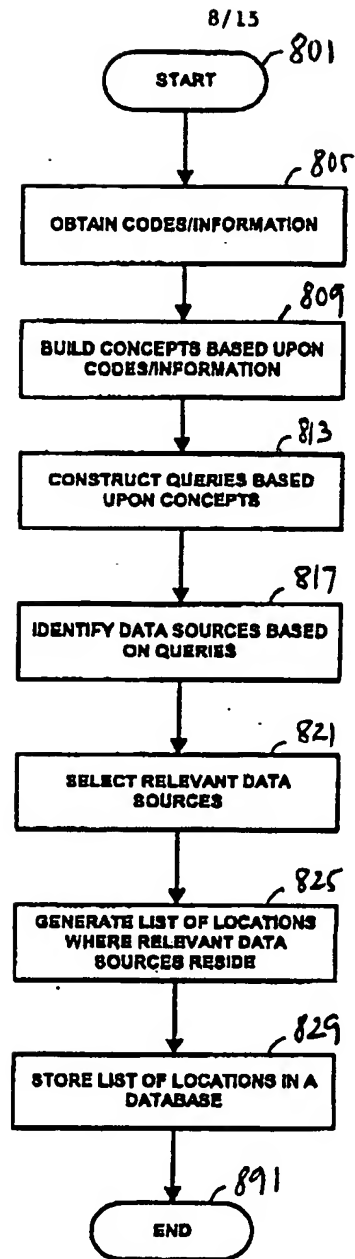 8/15
801
START
805
OBTAIN CODES/INFORMATION
809
BUILD CONCEPTS BASED UPON
CODES/INFORMATION
813
CONSTRUCT QUERIES BASED
UPON CONCEPTS
817
IDENTIFY DATA SOURCES BASED
ON QUERIES
821
SELECT RELEVANT DATA
SOURCES
825
GENERATE LIST OF LOCATIONS
WHERE RELEVANT DATA
SOURCES RESIDE
829
STORE LIST OF LOCATIONS IN A
DATABASE
891
END